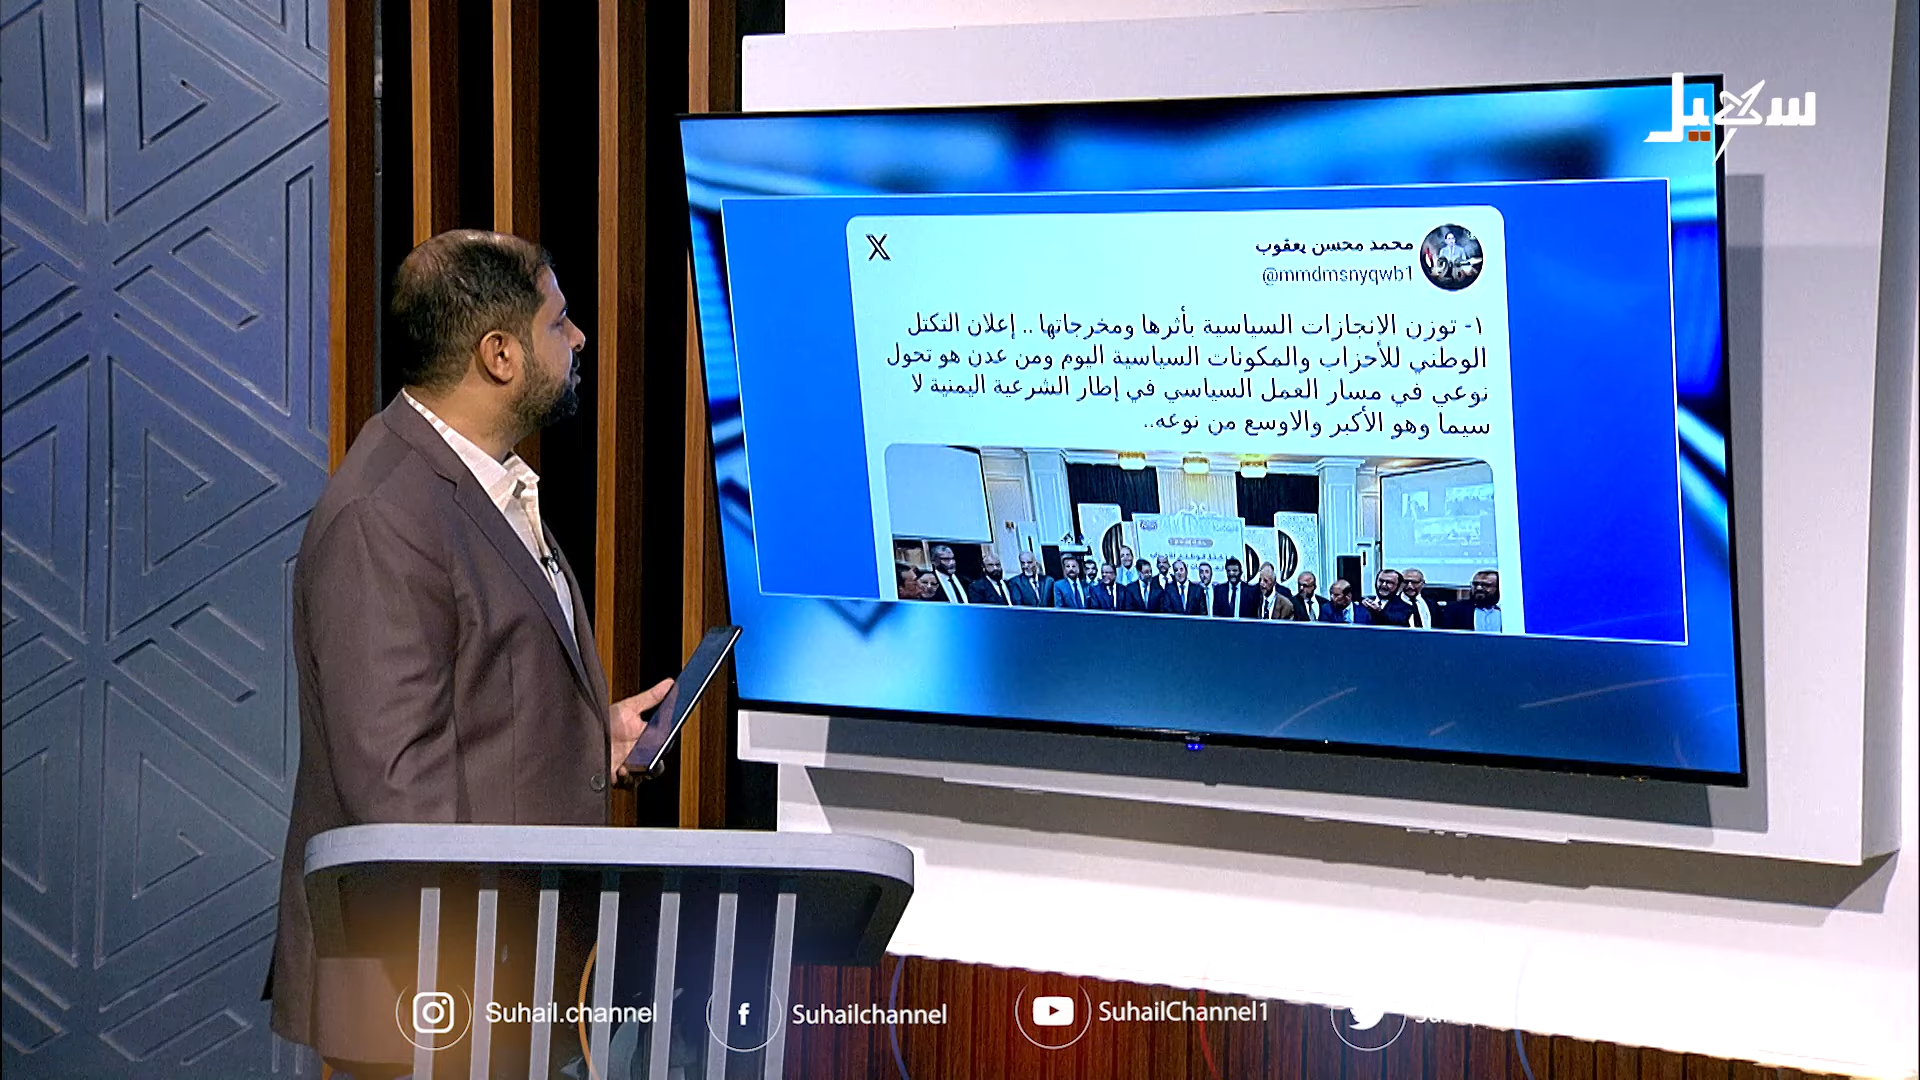 سهيل
محمد محسن يعقوب
@mmdmsnyqwb1
١- توزن الإنجازات السياسية بأثرها ومخرجاتها .. إعلان التكتل
الوطني للأحزاب والمكونات السياسية اليوم ومن عدن هو تحول
نوعي في مسار العمل السياسي في إطار الشرعية اليمنية لا
سيما وهو الأكبر والاوسع من نوعه..
Suhail.channel
Suhailchannel
SuhailChannel1